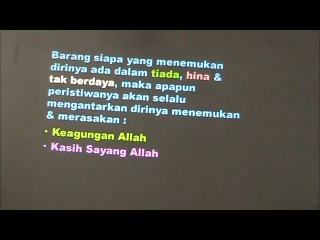 Barang siapa yang menemukan
dirinya ada dalam tiada, hina &
tak berdaya, maka apapun
peristiwanya akan selalu
mengantarkan dirinya menemukan
& merasakan :
· Keagungan Allah
· Kasih Sayang Allah